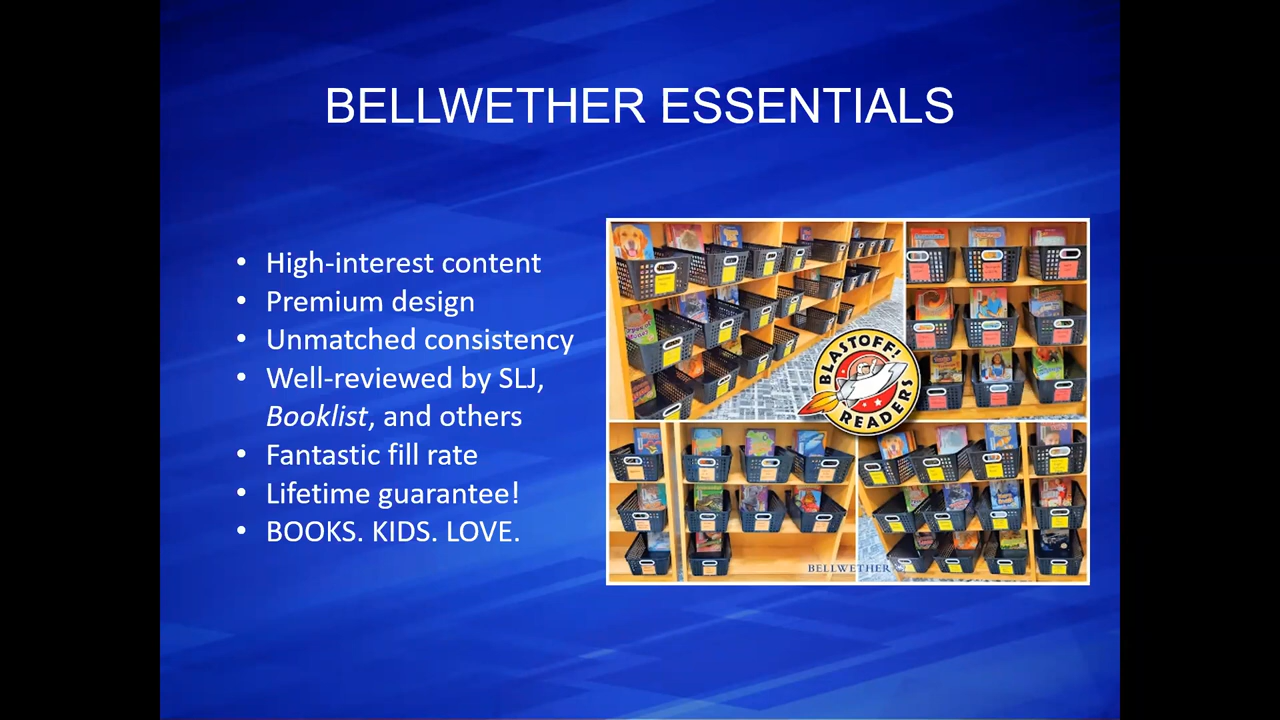 BELLWETHER ESSENTIALS
• High-interest content
• Premium design
• Unmatched consistency
• Well-reviewed by SLJ,
Booklist, and others
• Fantastic fill rate
• Lifetime guarantee!
• BOOKS. KIDS. LOVE.
BLASTOFF!
READERS
BELLWETHER